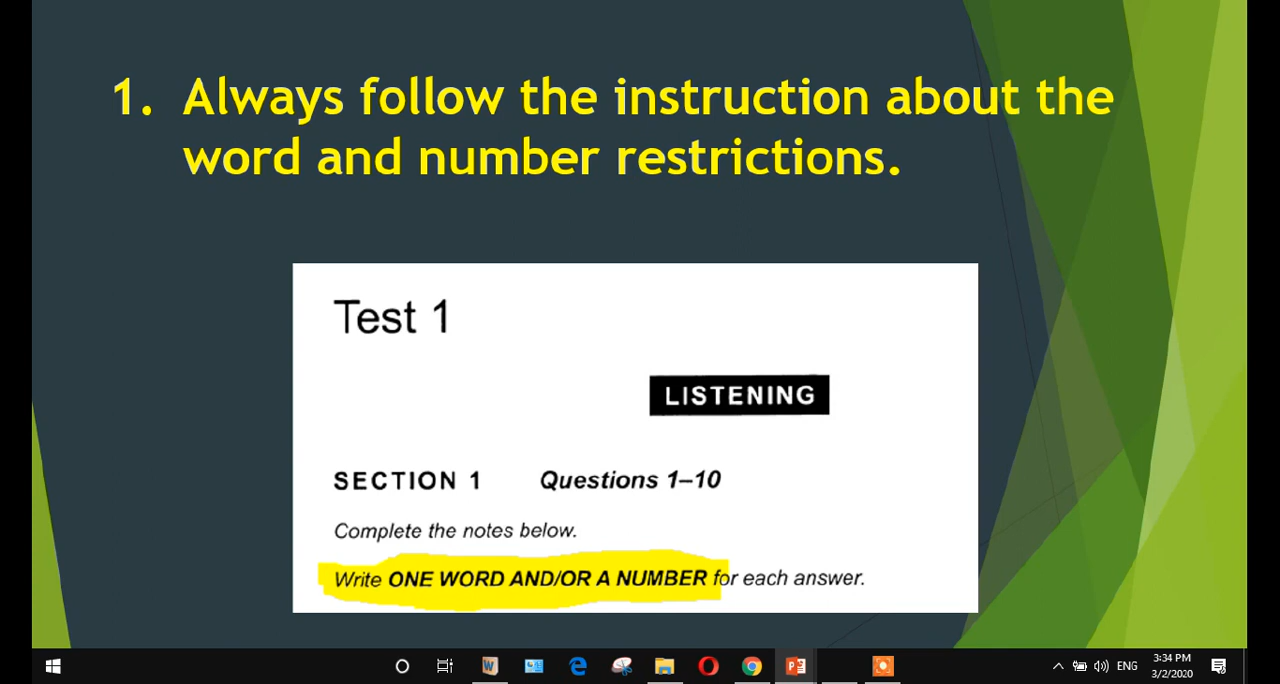 1. Always follow the instruction about the
word and number restrictions.
Test 1
LISTENING
SECTION 1 Questions 1–10
Complete the notes below.
Write ONE WORD AND/OR A NUMBER for each answer.
ENG
3:34 PM
3/2/2020